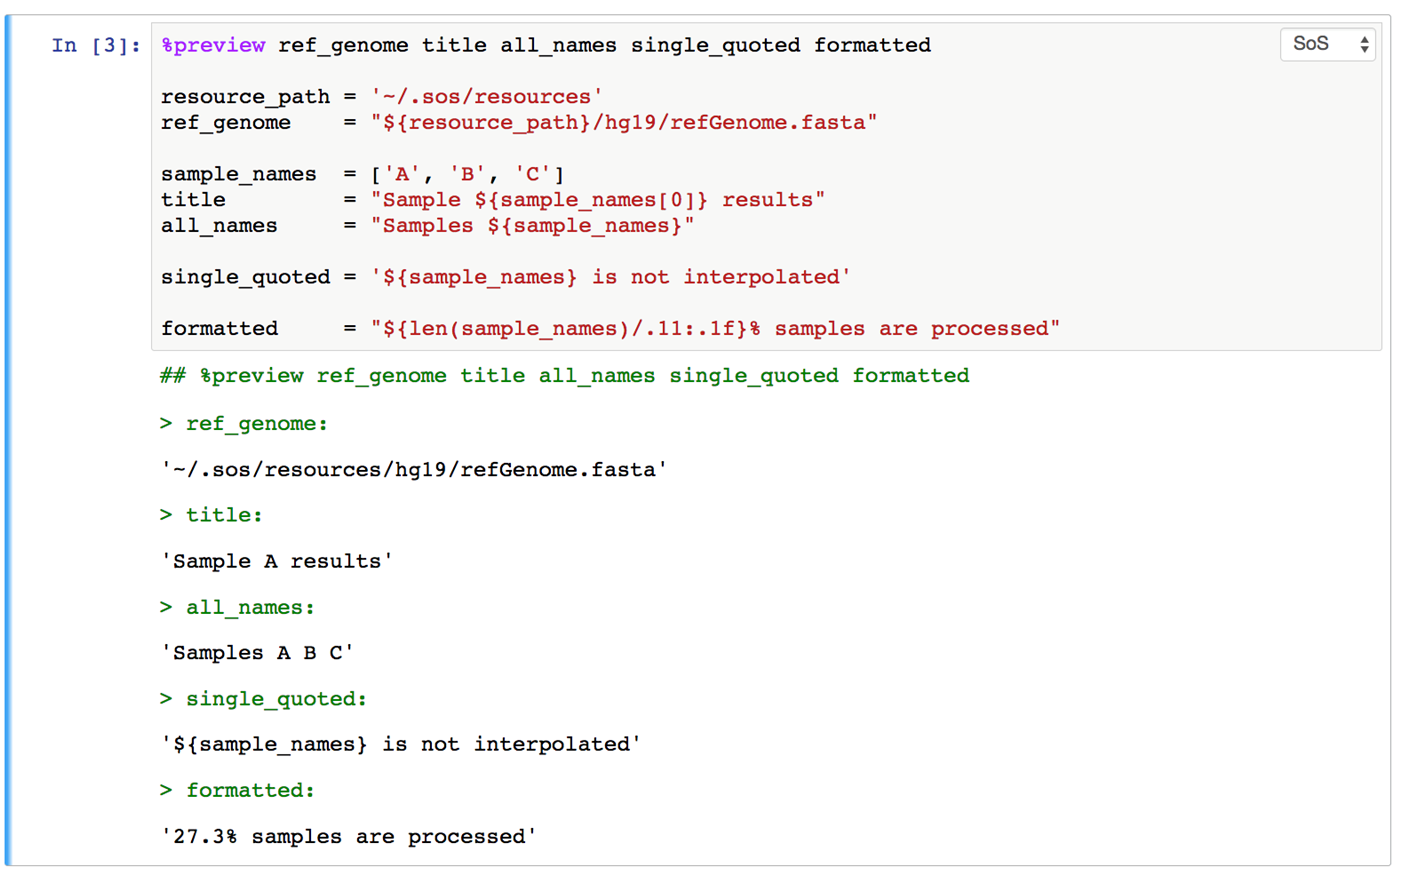 In [3]: %preview ref_genome title all_names single_quoted formatted SoS
resource_path = '~/.sos/resources'
ref_genome    = "${resource_path}/hg19/refGenome.fasta"
sample_names  = ['A', 'B', 'C']
title         = "Sample ${sample_names[0]} results"
all_names     = "Samples ${sample_names}"
single_quoted = '${sample_names} is not interpolated'
formatted     = "${len(sample_names)/.11:.1f}% samples are processed"
## %preview ref_genome title all_names single_quoted formatted
> ref_genome:
'~/.sos/resources/hg19/refGenome.fasta'
> title:
'Sample A results'
> all_names:
'Samples A B C'
> single_quoted:
'${sample_names} is not interpolated'
> formatted:
'27.3% samples are processed'